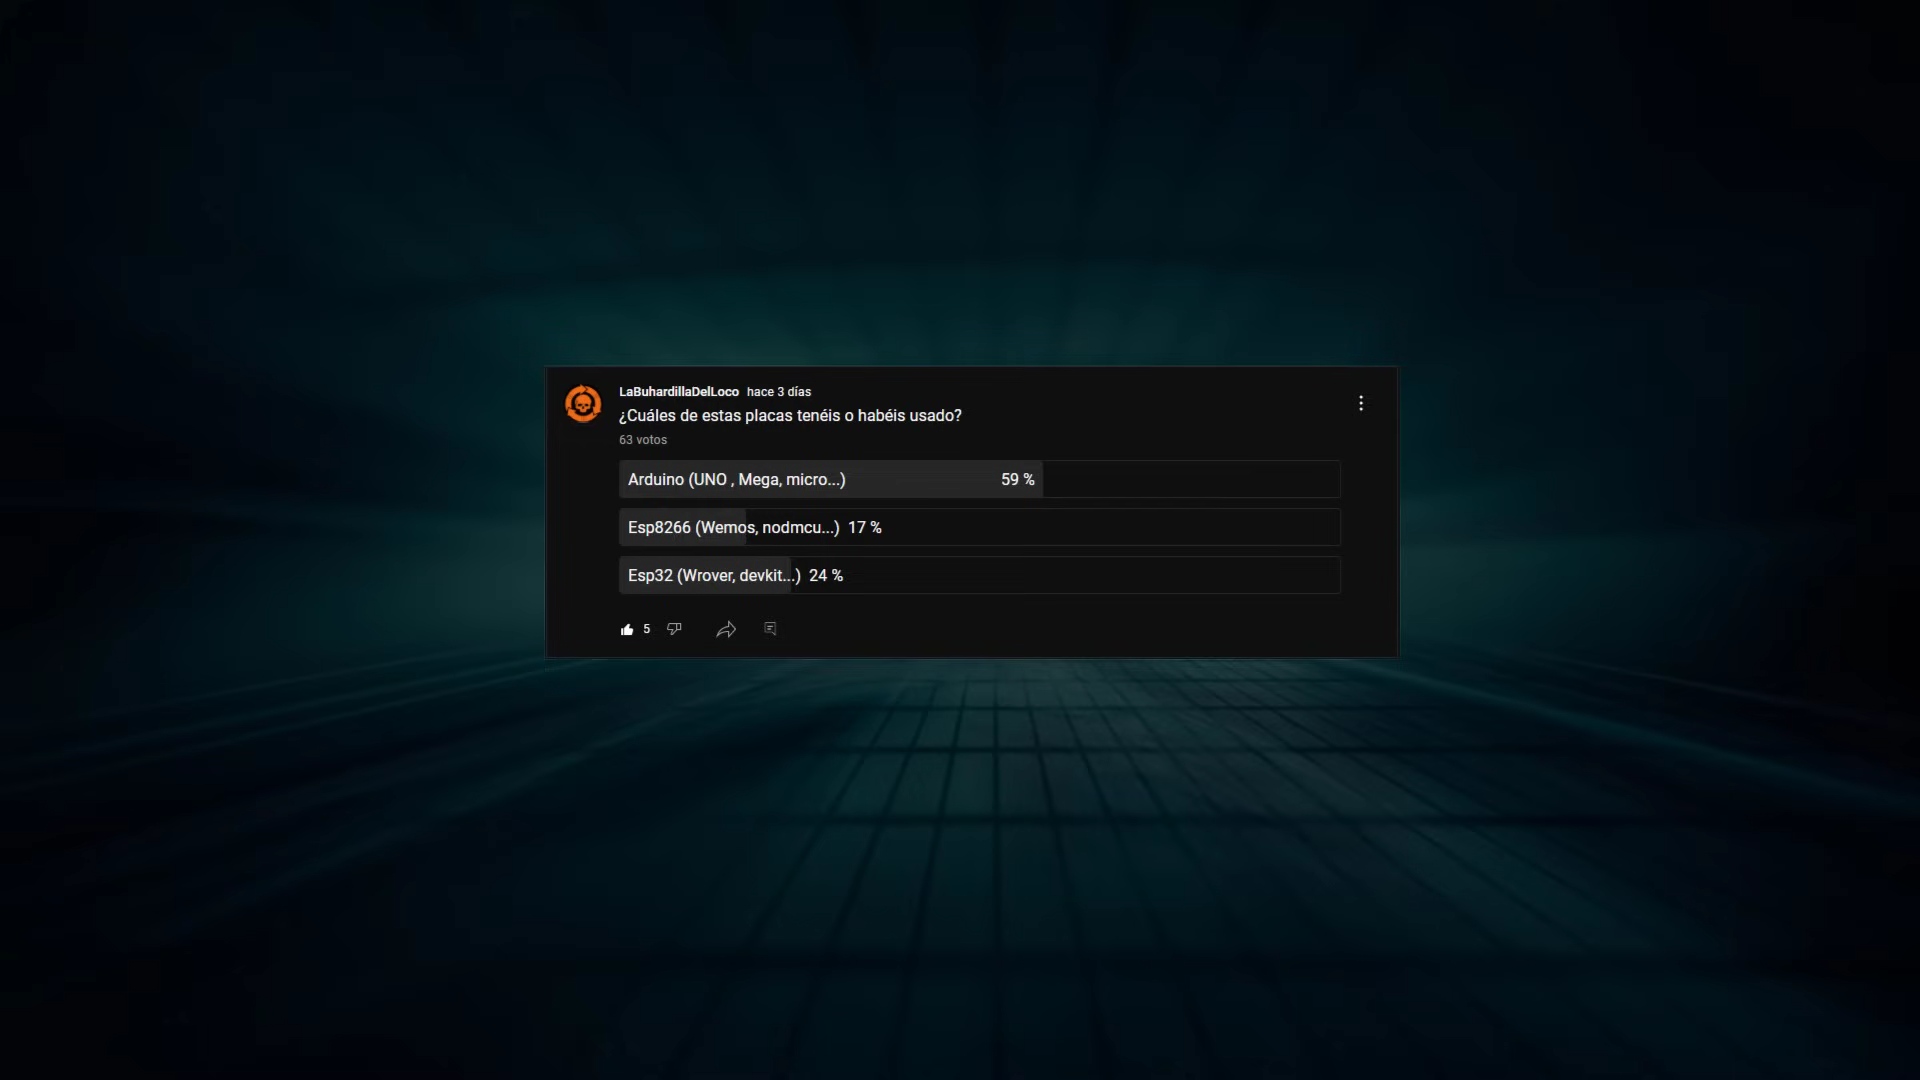 LaBuhardillaDelLoco hace 3 días
¿Cuáles de estas placas tenéis o habéis usado?
63 votos
Arduino (UNO , Mega, micro...) 59 %
Esp8266 (Wemos, nodmcu...) 17 %
Esp32 (Wrover, devkit...) 24 %
5